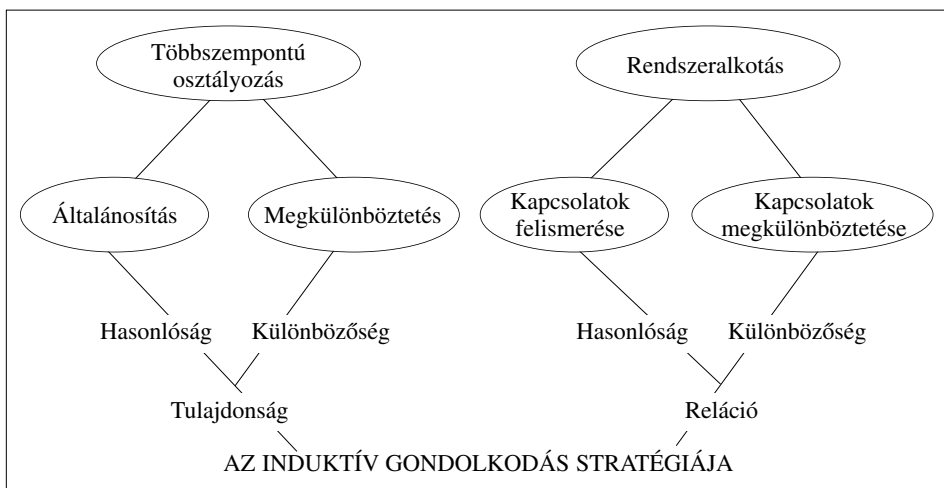 Többszempontú
osztályozás
Rendszeralkotás
Általánosítás
Megkülönböztetés
Kapcsolatok
felismerése
Kapcsolatok
megkülönböztetése
Hasonlóság
Különbözőség
Hasonlóság
Különbözőség
Tulajdonság
Reláció
AZ INDUKTÍV GONDOLKODÁS STRATÉGIÁJA